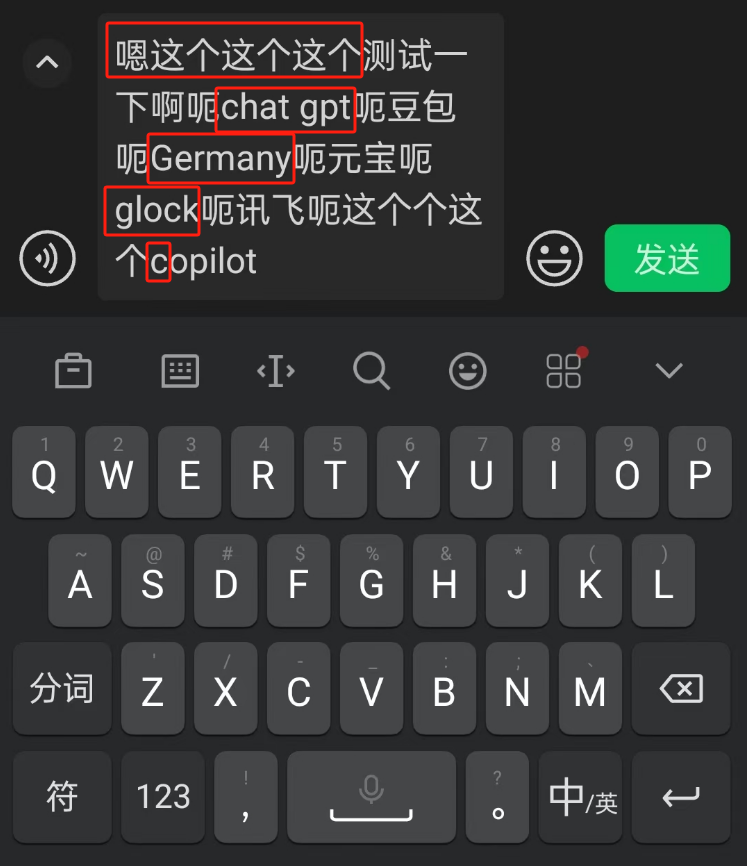 嗯这个这个这个测试一
下啊呃chat gpt呃豆包
呃Germany呃元宝呃
glock呃讯飞呃这个个这
个copilot
发送
1 2 3 4 5 6 7 8 9 0
Q W E R T Y U I O P
~ @ # $ % & * ( )
A S D F G H J K L
' / - _ : ; 、
分词 Z X C V B N M
! ?
符 123 , 。 中/英